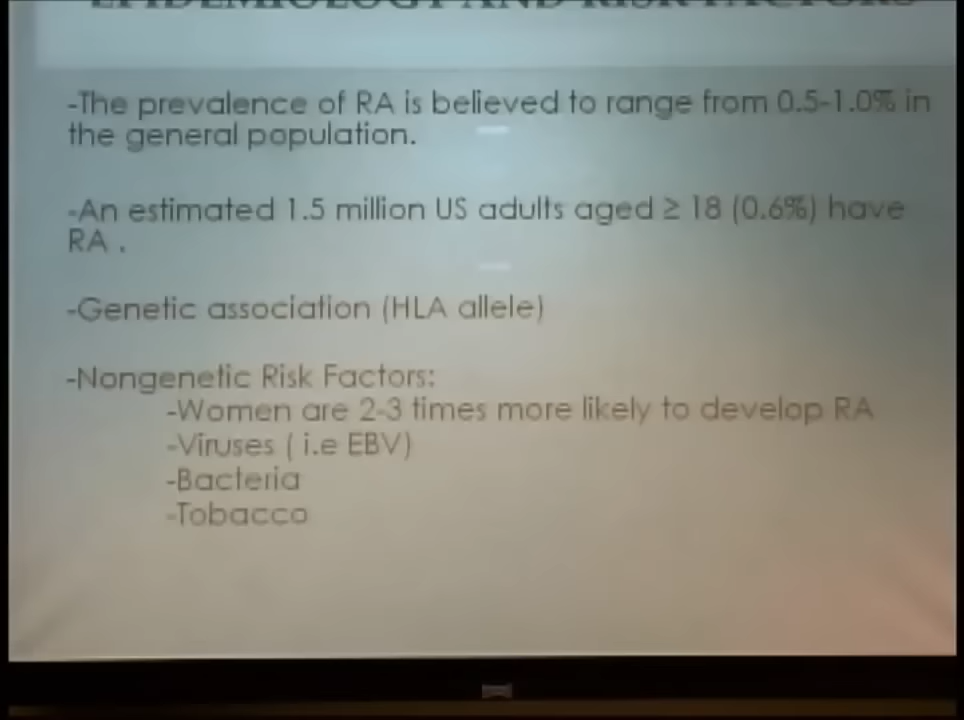 EPIDEMIOLOGY AND RISK FACTORS
-The prevalence of RA is believed to range from 0.5-1.0% in
the general population.
-An estimated 1.5 million US adults aged ≥ 18 (0.6%) have
RA .
-Genetic association (HLA allele)
-Nongenetic Risk Factors:
-Women are 2-3 times more likely to develop RA
-Viruses ( i.e EBV)
-Bacteria
-Tobacco